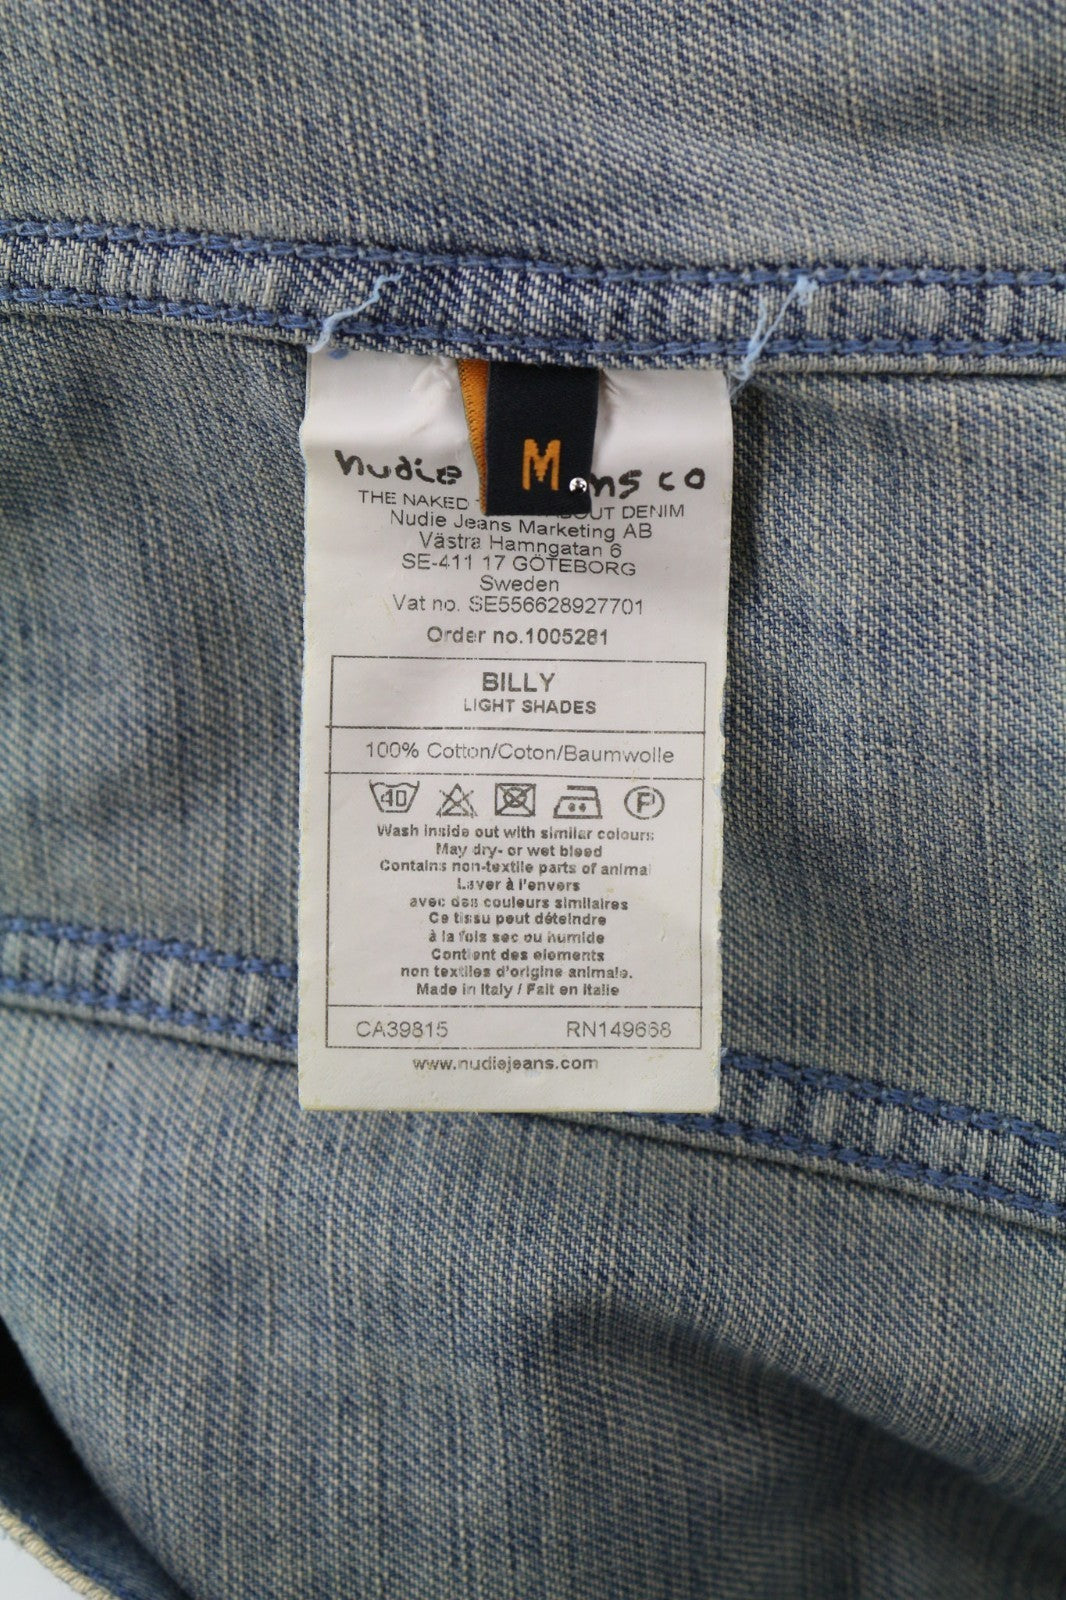 M
nudie ns co
THE NAKED OUT DENIM
Nudie Jeans Marketing AB
Västra Hamngatan 6
SE-411 17 GÖTEBORG
Sweden
Vat no. SE556628927701
Order no.1005281
BILLY
LIGHT SHADES
100% Cotton/Coton/Baumwolle
40 P
Wash inside out with similar colours:
May dry- or wet bleed
Contains non-textile parts of animal
Laver à l'envers
avec des couleurs similaires
Ce tissu peut déteindre
à la fois sec ou humide
Contient des elements
non textiles d'origine animale.
Made in Italy / Fait en Italie
CA39815 RN149668
www.nudiejeans.com